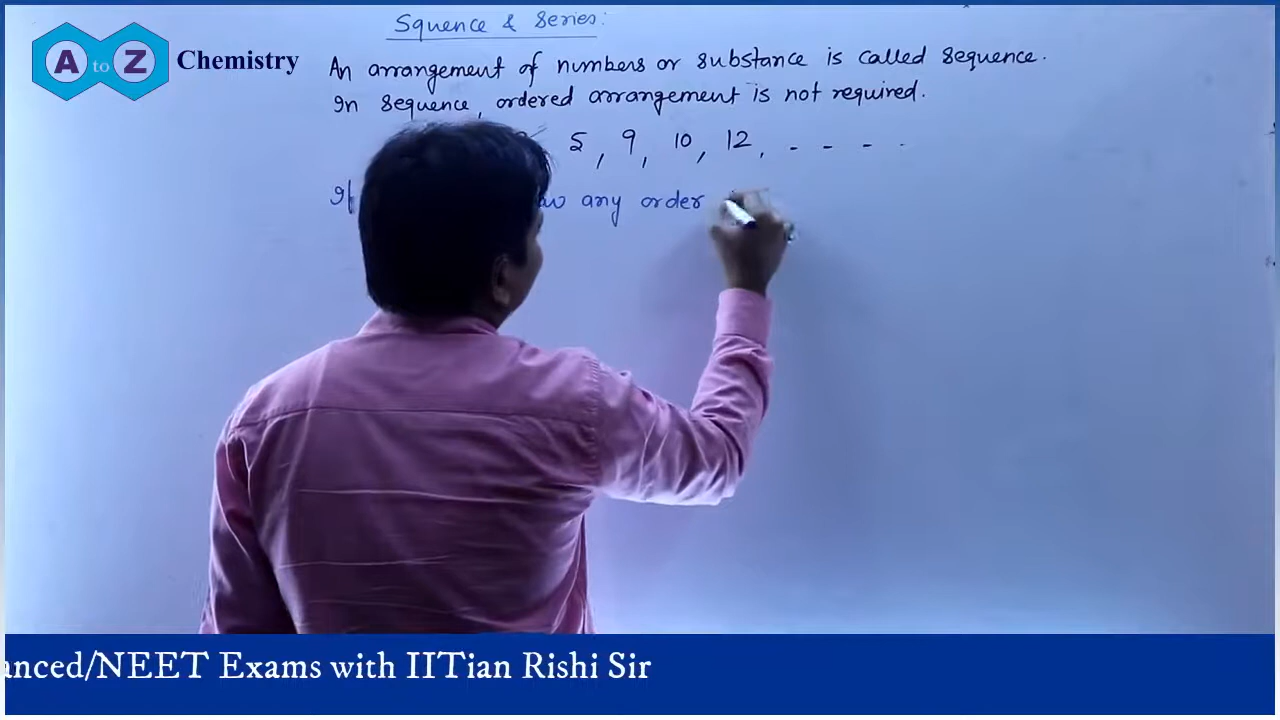 Squence & Series:
A to Z Chemistry
An arrangement of numbers or substance is called sequence.
In sequence, ordered arrangement is not required.
5, 9, 10, 12, - - - -
If any order
anced/NEET Exams with IITian Rishi Sir